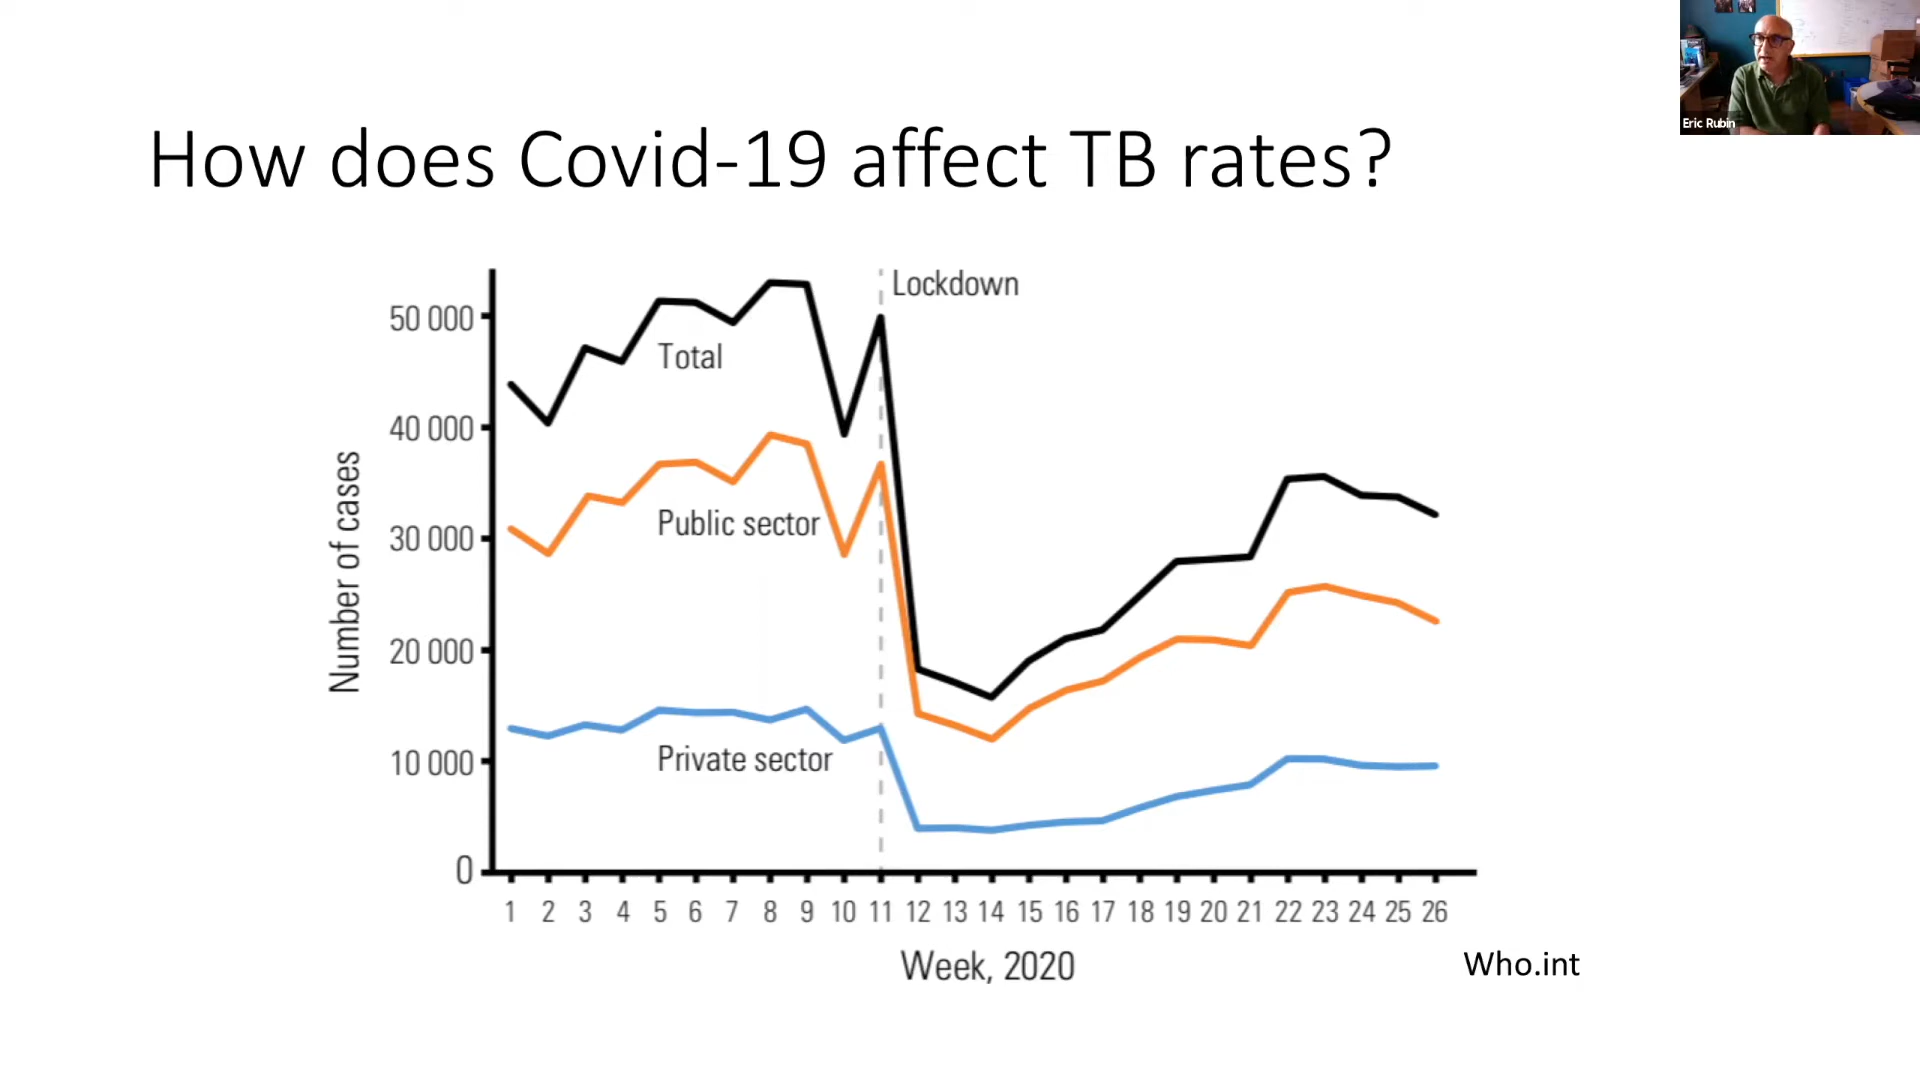 Eric Rubin
How does Covid-19 affect TB rates?
Lockdown
50 000
Total
40 000
Public sector
30 000
Number of cases
20 000
Private sector
10 000
0
1 2 3 4 5 6 7 8 9 10 11 12 13 14 15 16 17 18 19 20 21 22 23 24 25 26
Week, 2020
Who.int